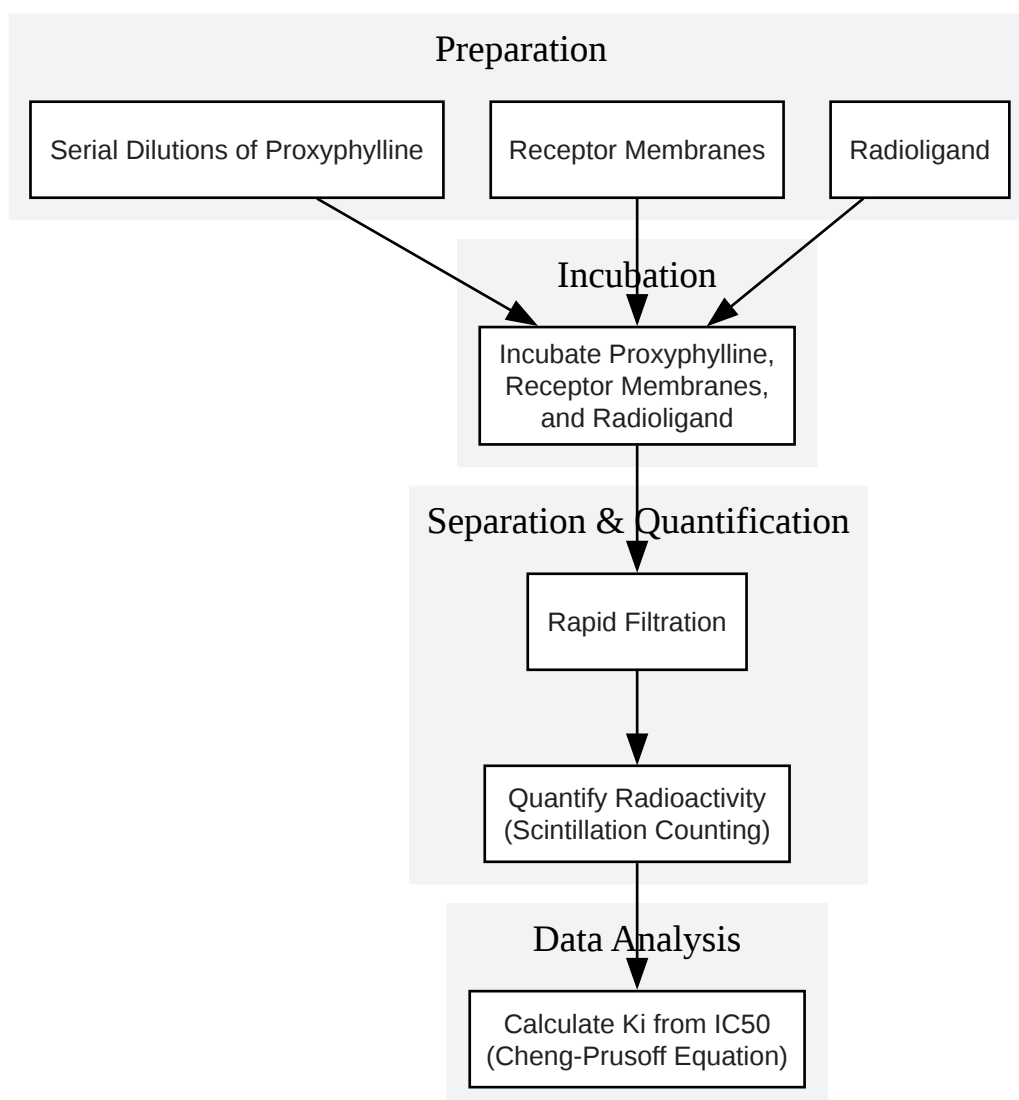 Preparation
Serial Dilutions of Proxyphylline
Receptor Membranes
Radioligand
Incubation
Incubate Proxyphylline,
Receptor Membranes,
and Radioligand
Separation & Quantification
Rapid Filtration
Quantify Radioactivity
(Scintillation Counting)
Data Analysis
Calculate Ki from IC50
(Cheng-Prusoff Equation)